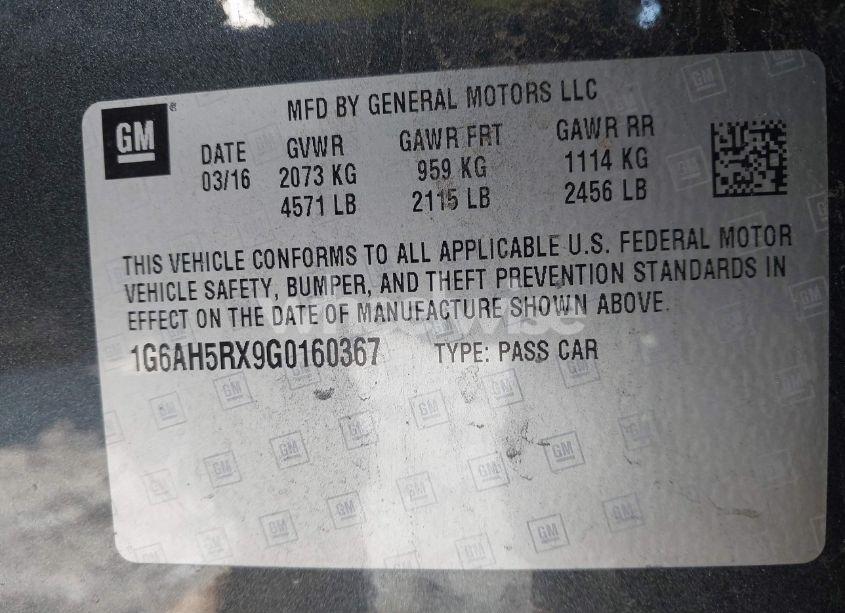 GM
MFD BY GENERAL MOTORS LLC
DATE GVWR GAWR FRT GAWR RR
03/16 2073 KG 959 KG 1114 KG
4571 LB 2115 LB 2456 LB
THIS VEHICLE CONFORMS TO ALL APPLICABLE U.S. FEDERAL MOTOR
VEHICLE SAFETY, BUMPER, AND THEFT PREVENTION STANDARDS IN
EFFECT ON THE DATE OF MANUFACTURE SHOWN ABOVE.
1G6AH5RX9G0160367 TYPE: PASS CAR